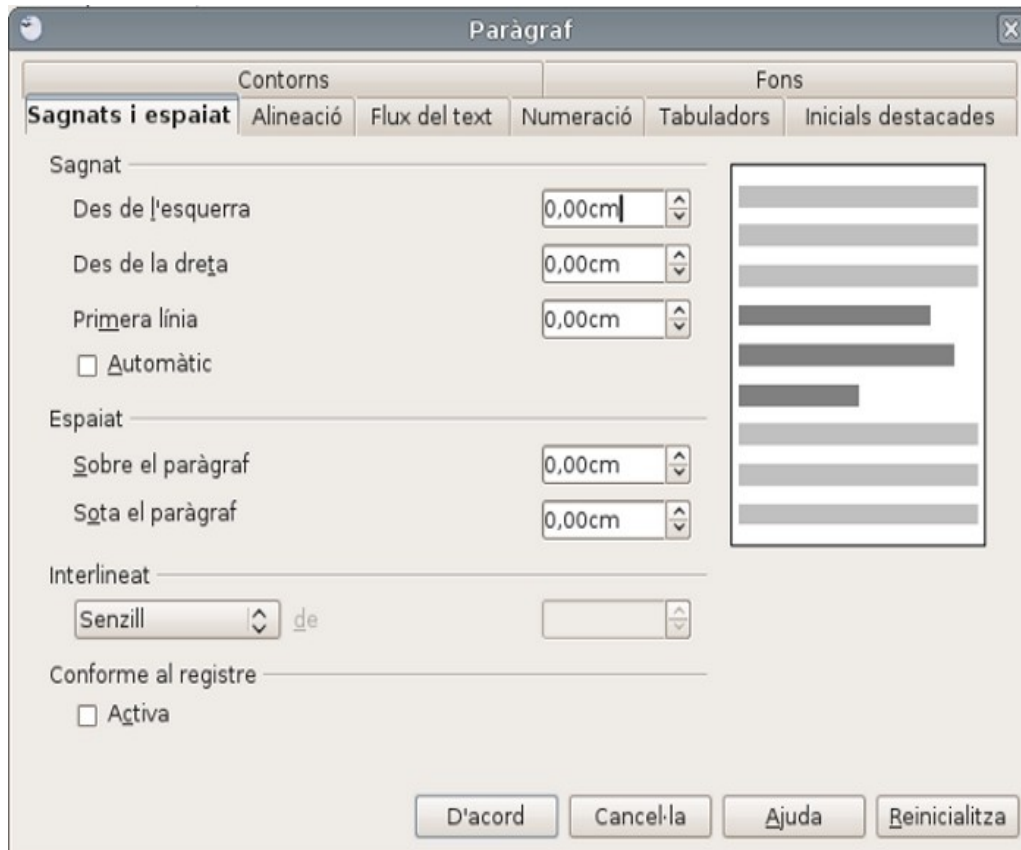 Paràgraf
Contorns Fons
Sagnats i espaiat Alineació Flux del text Numeració Tabuladors Inicials destacades
Sagnat
Des de l'esquerra 0,00cm
Des de la dreta 0,00cm
Primera línia 0,00cm
Automàtic
Espaiat
Sobre el paràgraf 0,00cm
Sota el paràgraf 0,00cm
Interlineat
Senzill de
Conforme al registre
Activa
D'acord Cancel·la Ajuda Reinicialitza